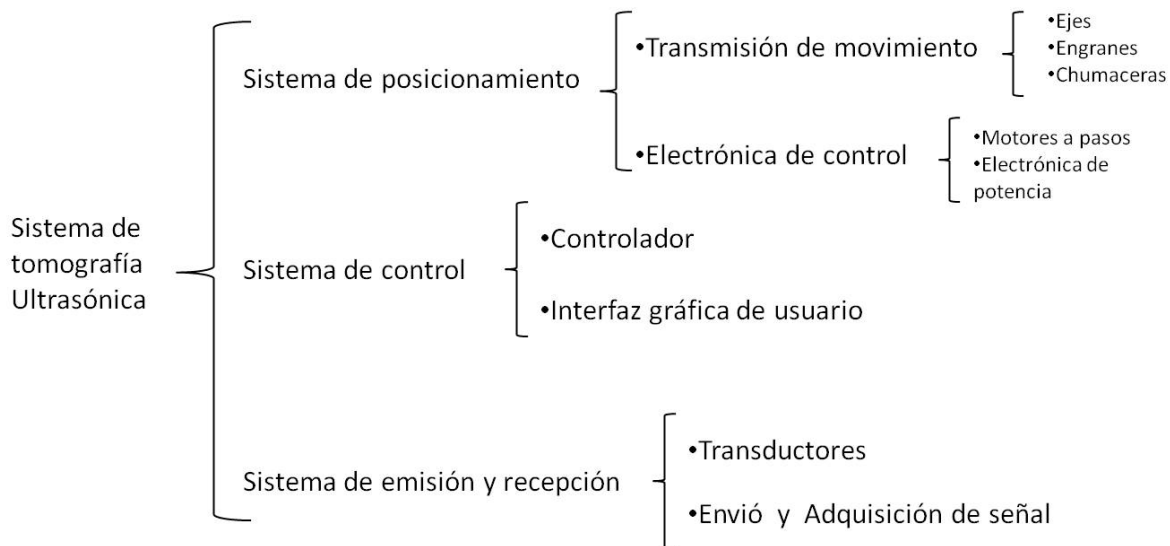 Sistema de
tomografía
Ultrasónica
Sistema de posicionamiento
•Transmisión de movimiento
•Ejes
•Engranes
•Chumaceras
•Electrónica de control
•Motores a pasos
•Electrónica de
potencia
Sistema de control
•Controlador
•Interfaz gráfica de usuario
Sistema de emisión y recepción
•Transductores
•Envió y Adquisición de señal